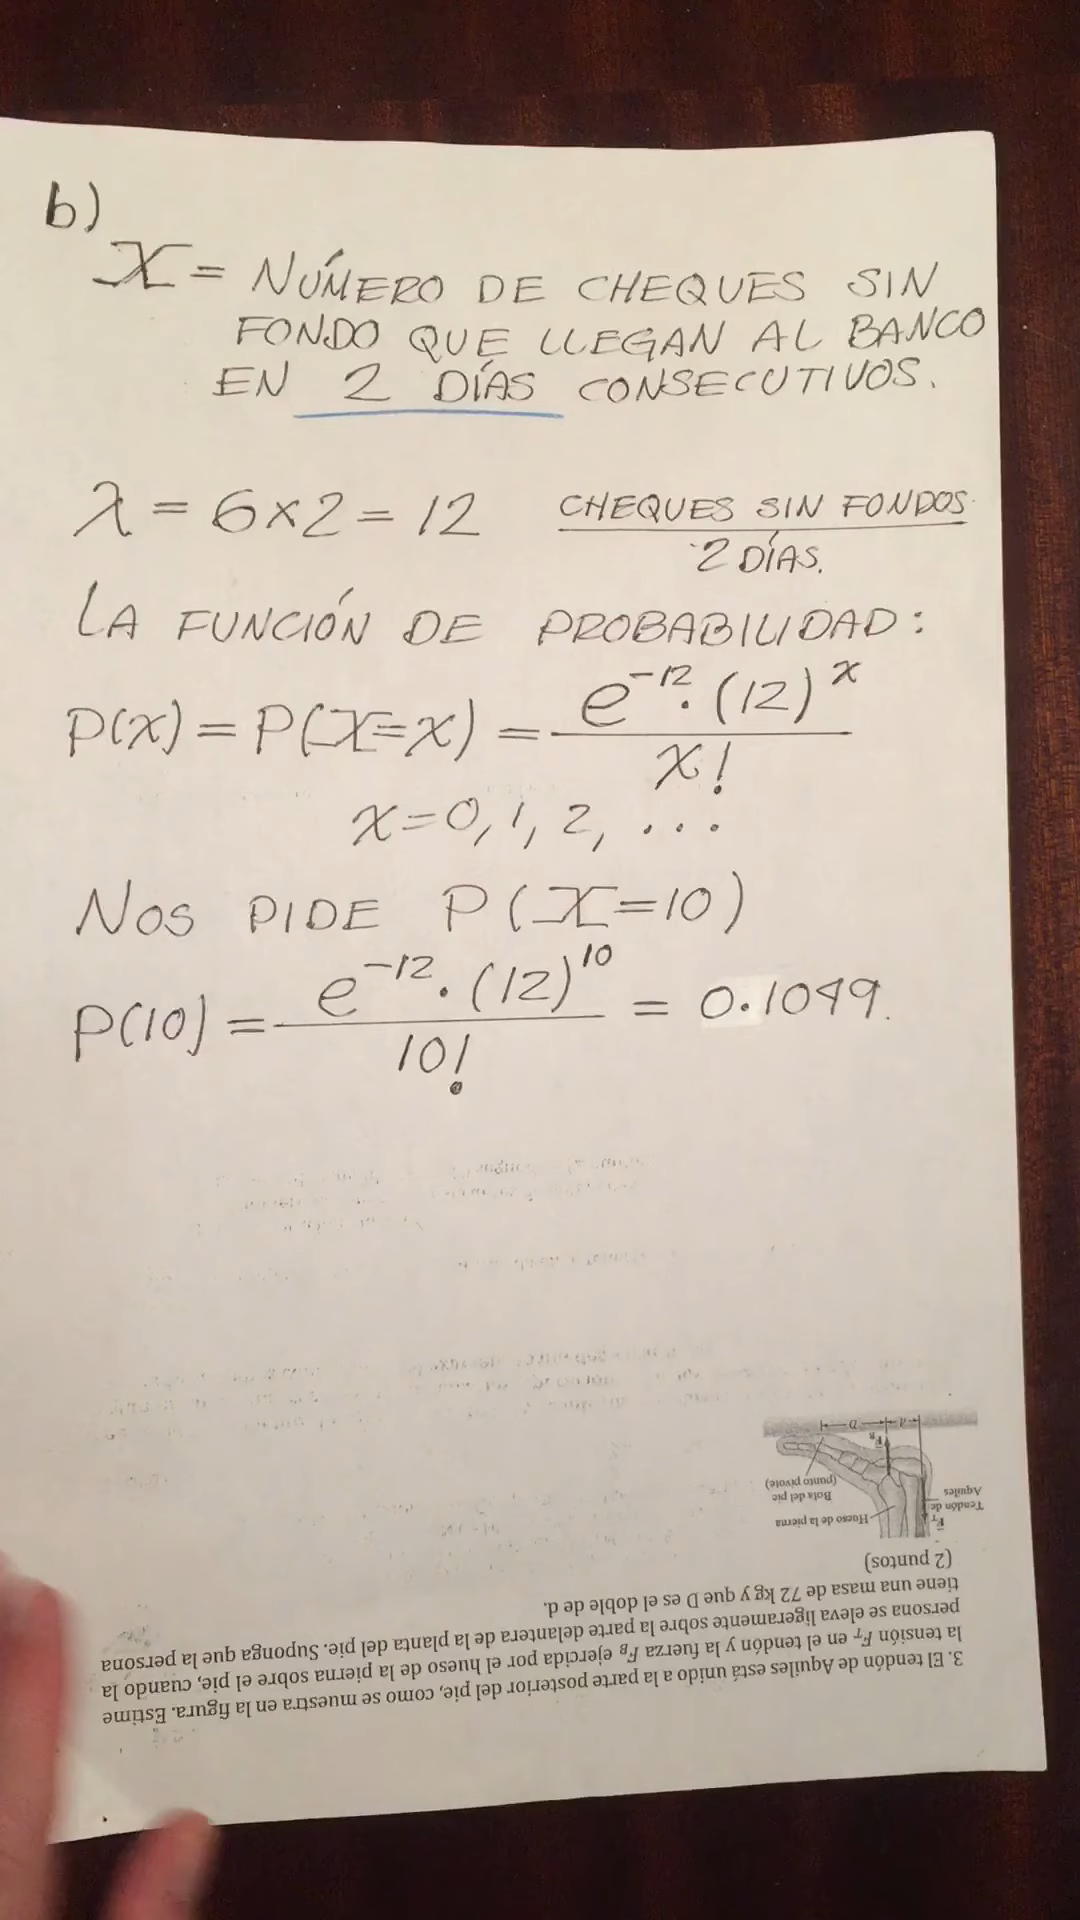 b)
X = NÚMERO DE CHEQUES SIN
FONDO QUE LLEGAN AL BANCO
EN 2 DÍAS CONSECUTIVOS.
λ = 6x2 = 12 CHEQUES SIN FONDOS
2 DÍAS.
LA FUNCIÓN DE PROBABILIDAD:
P(x) = P(X=x) = e^-12 · (12)^x / x!
x=0, 1, 2, ...
NOS PIDE P(X=10)
P(10) = e^-12 · (12)^10 / 10! = 0.1049.
3. El tendón de Aquiles está unido a la parte posterior del pie, como se muestra en la figura. Estime
la tensión F_T en el tendón y la fuerza F_B ejercida por el hueso de la pierna sobre el pie, cuando la
persona se eleva ligeramente sobre la parte delantera de la planta del pie. Suponga que la persona
tiene una masa de 72 kg y que D es el doble de d.
(2 puntos)
F_T
Tendón de
Aquiles
Hueso de la pierna
Bola del pie
(punto pivote)
F_B
d
D